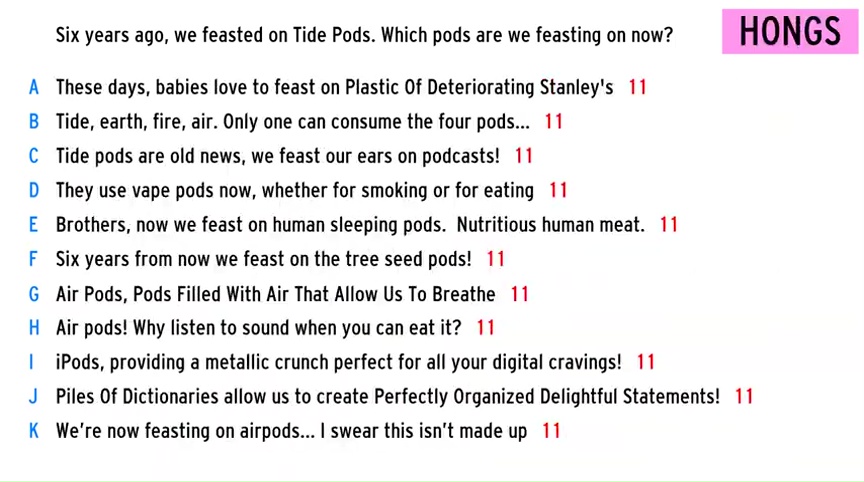 Six years ago, we feasted on Tide Pods. Which pods are we feasting on now?
HONGS
A These days, babies love to feast on Plastic Of Deteriorating Stanley's 11
B Tide, earth, fire, air. Only one can consume the four pods... 11
C Tide pods are old news, we feast our ears on podcasts! 11
D They use vape pods now, whether for smoking or for eating 11
E Brothers, now we feast on human sleeping pods. Nutritious human meat. 11
F Six years from now we feast on the tree seed pods! 11
G Air Pods, Pods Filled With Air That Allow Us To Breathe 11
H Air pods! Why listen to sound when you can eat it? 11
I iPods, providing a metallic crunch perfect for all your digital cravings! 11
J Piles Of Dictionaries allow us to create Perfectly Organized Delightful Statements! 11
K We're now feasting on airpods... I swear this isn't made up 11